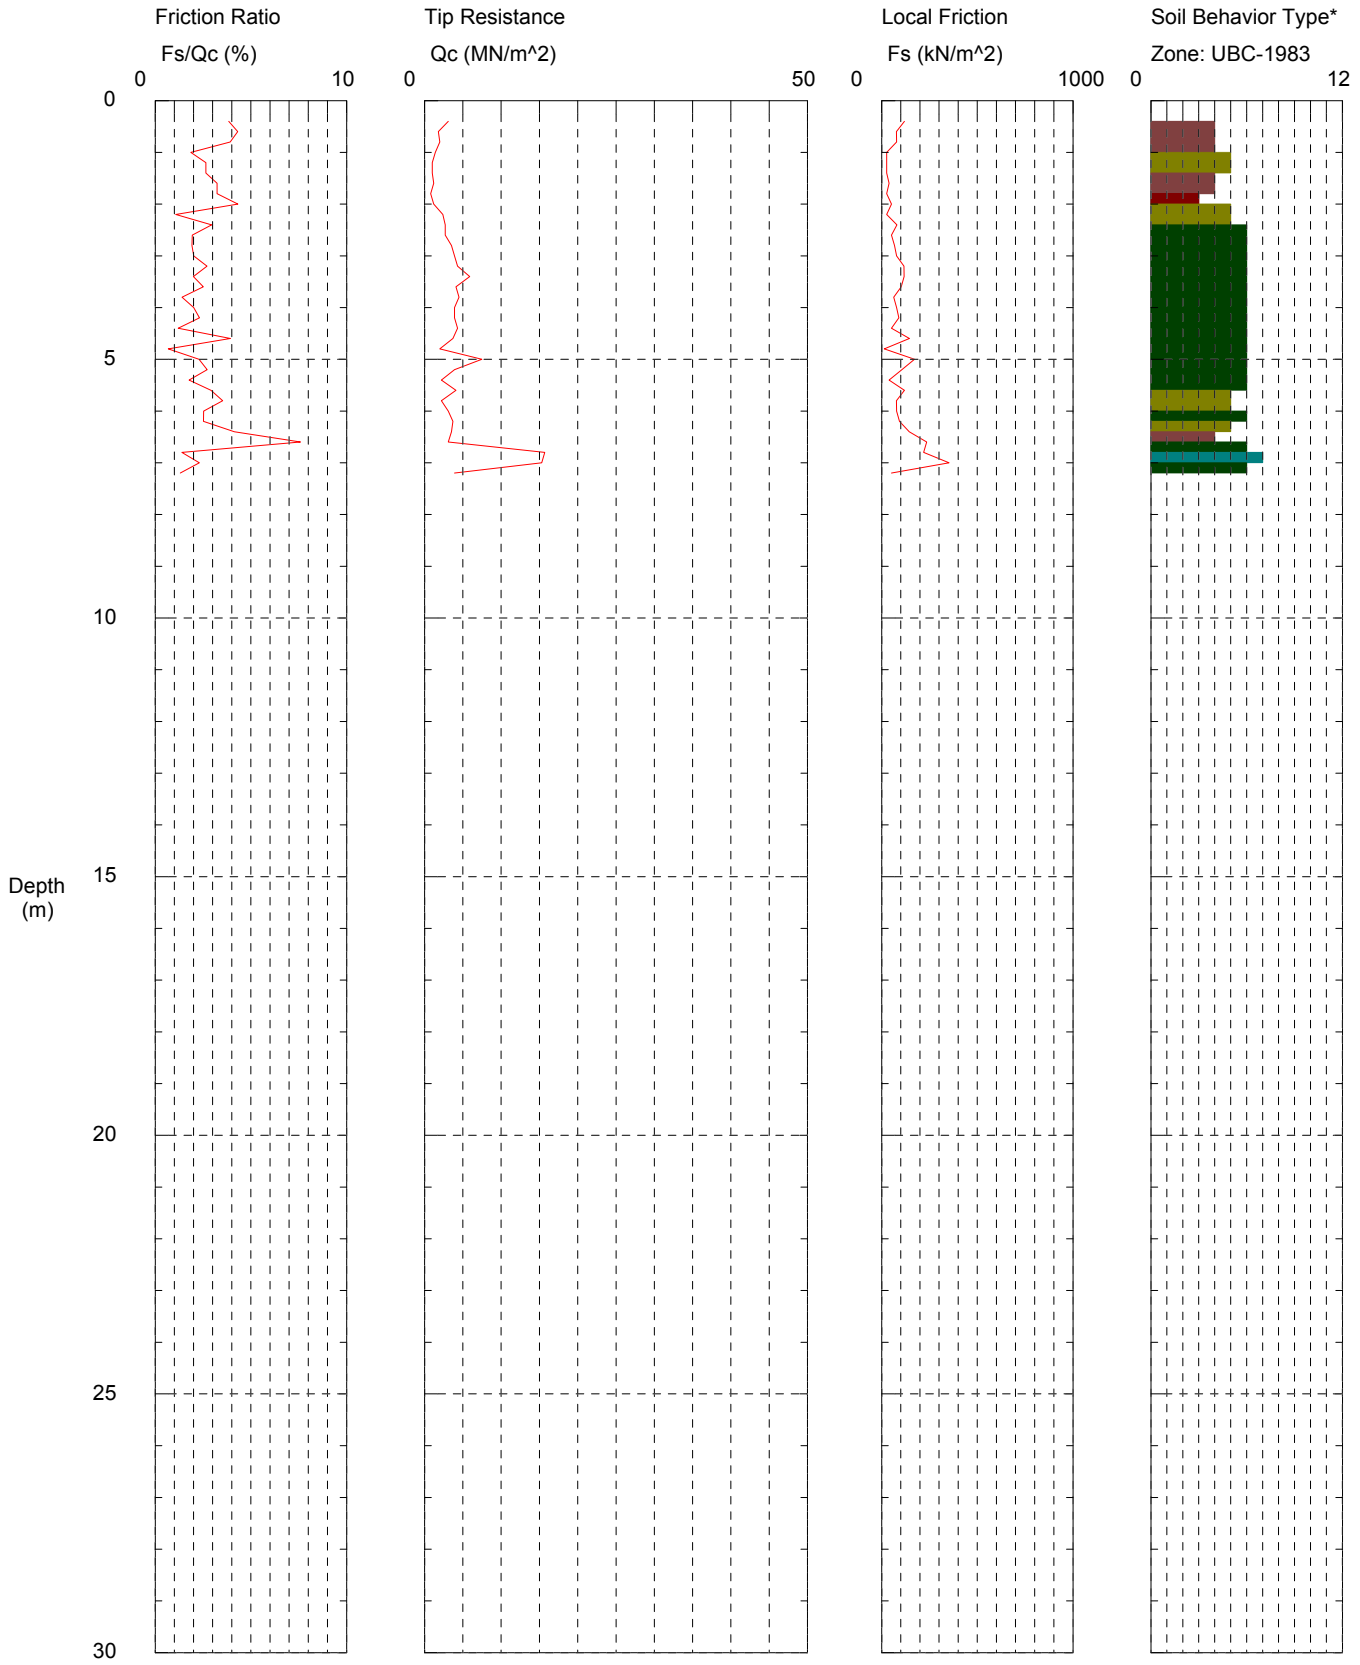 Friction Ratio Tip Resistance Local Friction Soil Behavior Type*
Fs/Qc (%) Qc (MN/m^2) Fs (kN/m^2) Zone: UBC-1983
0 10 0 50 0 1000 0 12
0
5
10
15
Depth
(m)
20
25
30